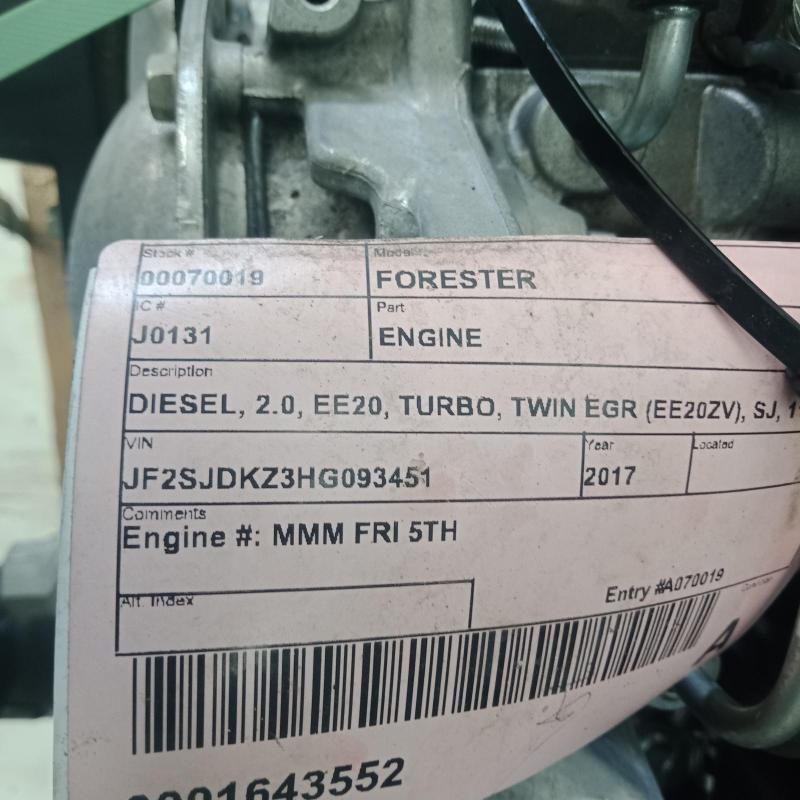 Stock #
Model
00070019
FORESTER
IC #
Part
J0131
ENGINE
Description
DIESEL, 2.0, EE20, TURBO, TWIN EGR (EE20ZV), SJ,
VIN
Year
Located
JF2SJDKZ3HG093451
2017
Comments
Engine #: MMM FRI 5TH
Alt. Index
Entry #A070019
A
0001643552